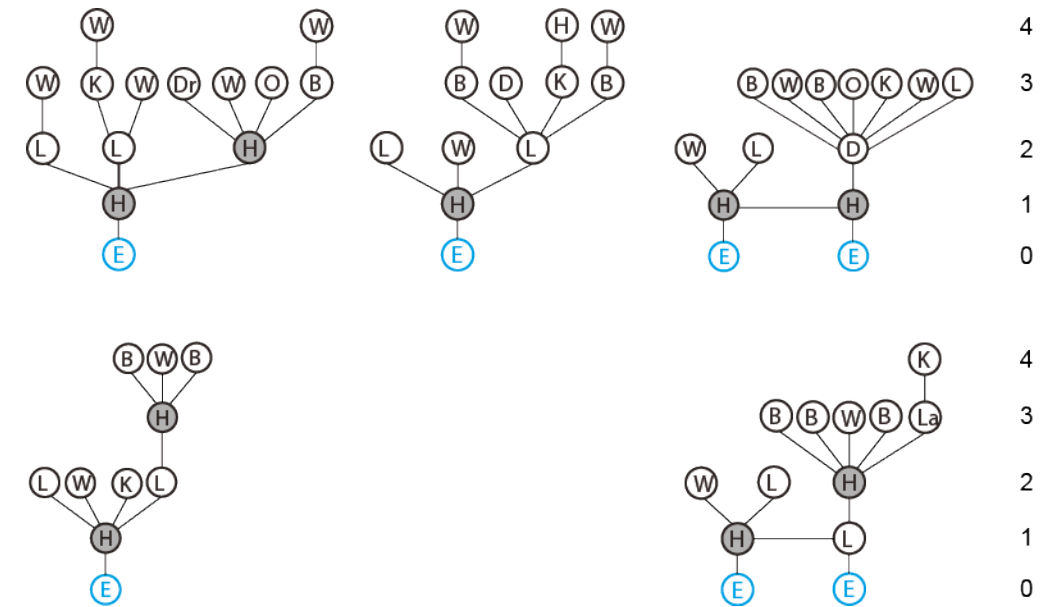 W W W H W 4
W K W Dr W O B B D K B B W B O K W L 3
L L H L W L W L D 2
H H H H 1
E E E E 0
B W B K 4
H B B W B La 3
L W K L W L H 2
H H L 1
E E E 0